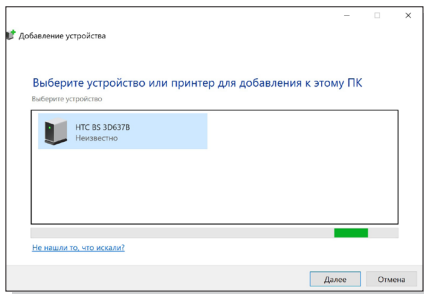 Добавление устройства
Выберите устройство или принтер для добавления к этому ПК
Выберите устройство
HTC BS 3D637B
Неизвестно
Не нашли то, что искали?
Далее
Отмена